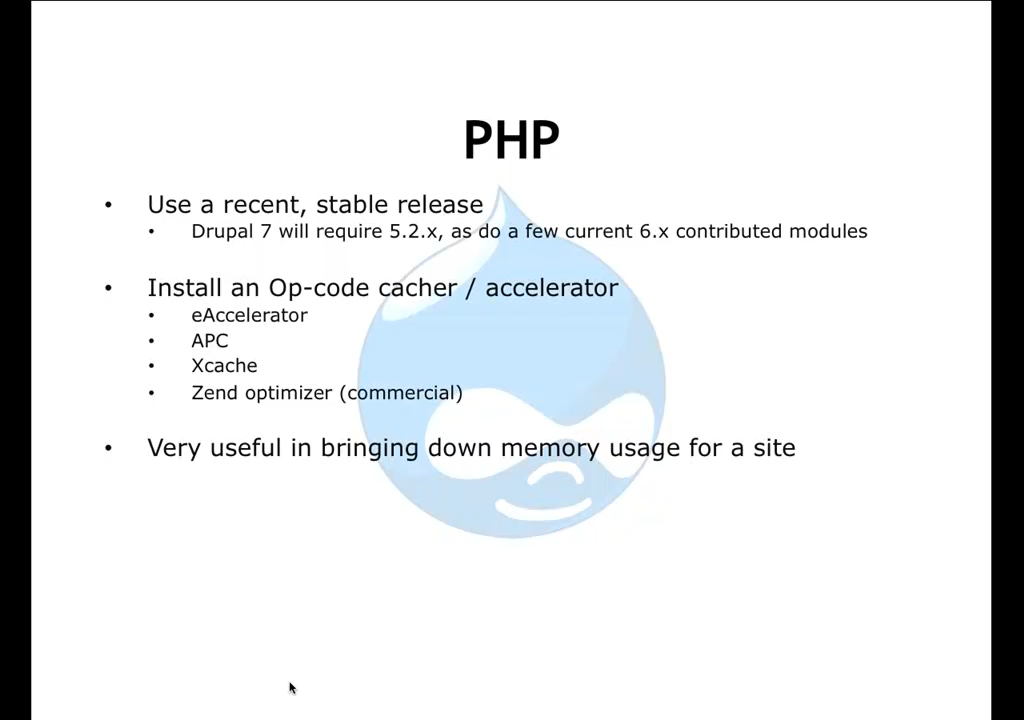 PHP
• Use a recent, stable release
• Drupal 7 will require 5.2.x, as do a few current 6.x contributed modules
• Install an Op-code cacher / accelerator
• eAccelerator
• APC
• Xcache
• Zend optimizer (commercial)
• Very useful in bringing down memory usage for a site